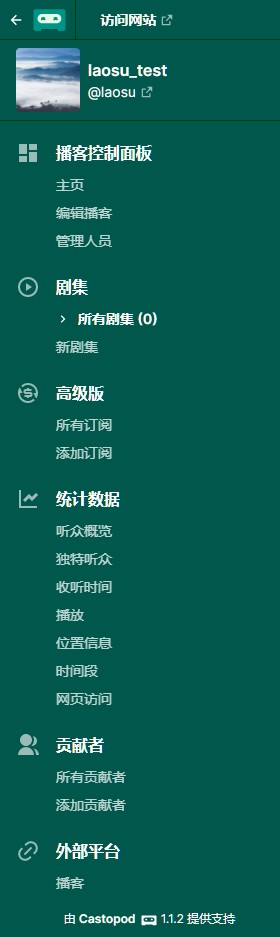 访问网站
laosu_test
@laosu
播客控制面板
主页
编辑播客
管理人员
剧集
所有剧集 (0)
新剧集
高级版
所有订阅
添加订阅
统计数据
听众概览
独特听众
收听时间
播放
位置信息
时间段
网页访问
贡献者
所有贡献者
添加贡献者
外部平台
播客
由 Castopod 1.1.2 提供支持